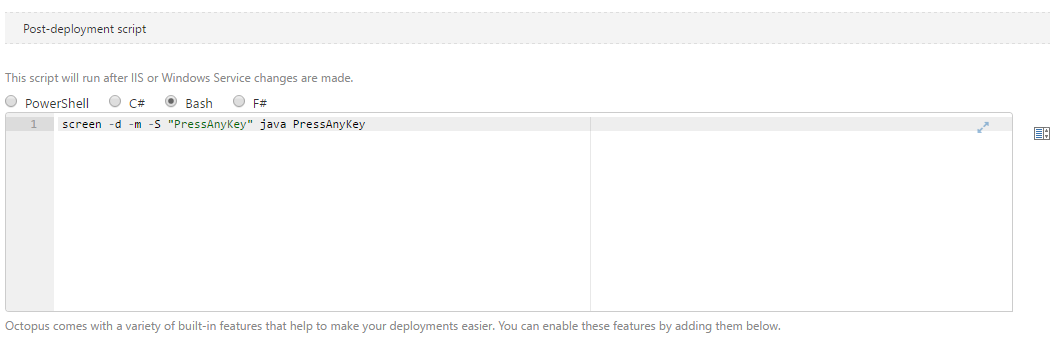 Post-deployment script
This script will run after IIS or Windows Service changes are made.
PowerShell C# Bash F#
1 screen -d -m -S "PressAnyKey" java PressAnyKey
Octopus comes with a variety of built-in features that help to make your deployments easier. You can enable these features by adding them below.